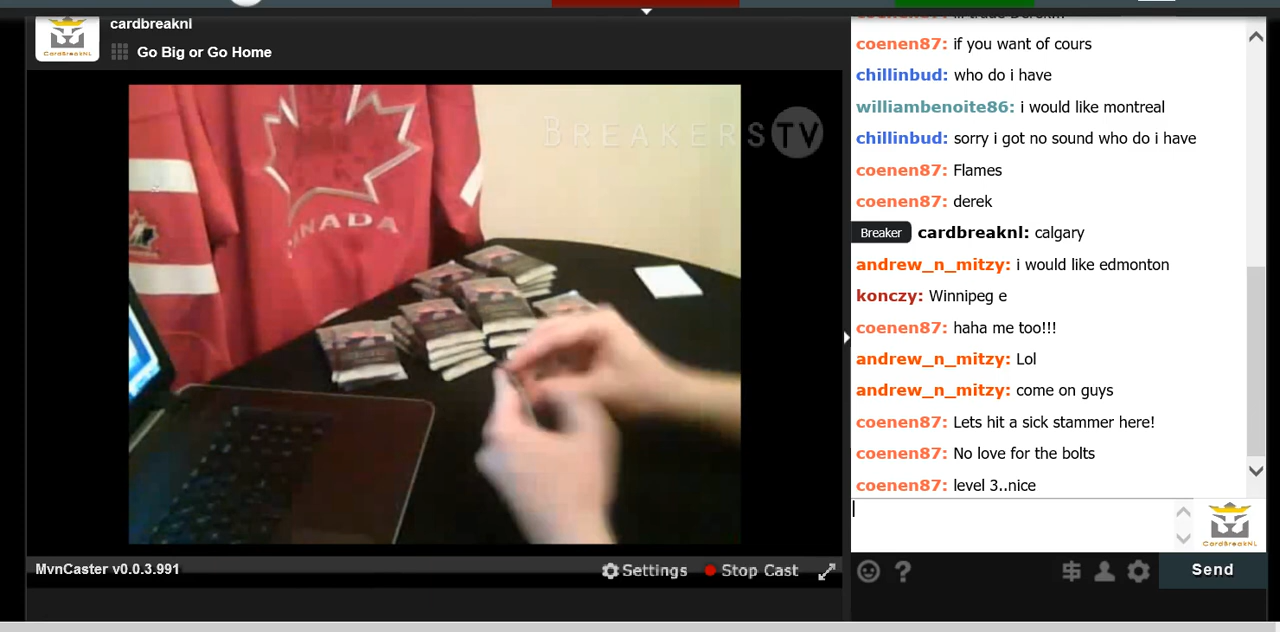 cardbreaknl
CardBreakNL
Go Big or Go Home
BREAKERSTV
CANADA
MvnCaster v0.0.3.991
Settings
Stop Cast
coenen87: if you want of cours
chillinbud: who do i have
williambenoite86: i would like montreal
chillinbud: sorry i got no sound who do i have
coenen87: Flames
coenen87: derek
Breaker cardbreaknl: calgary
andrew_n_mitzy: i would like edmonton
konczy: Winnipeg e
coenen87: haha me too!!!
andrew_n_mitzy: Lol
andrew_n_mitzy: come on guys
coenen87: Lets hit a sick stammer here!
coenen87: No love for the bolts
coenen87: level 3..nice
CardBreakNL
Send